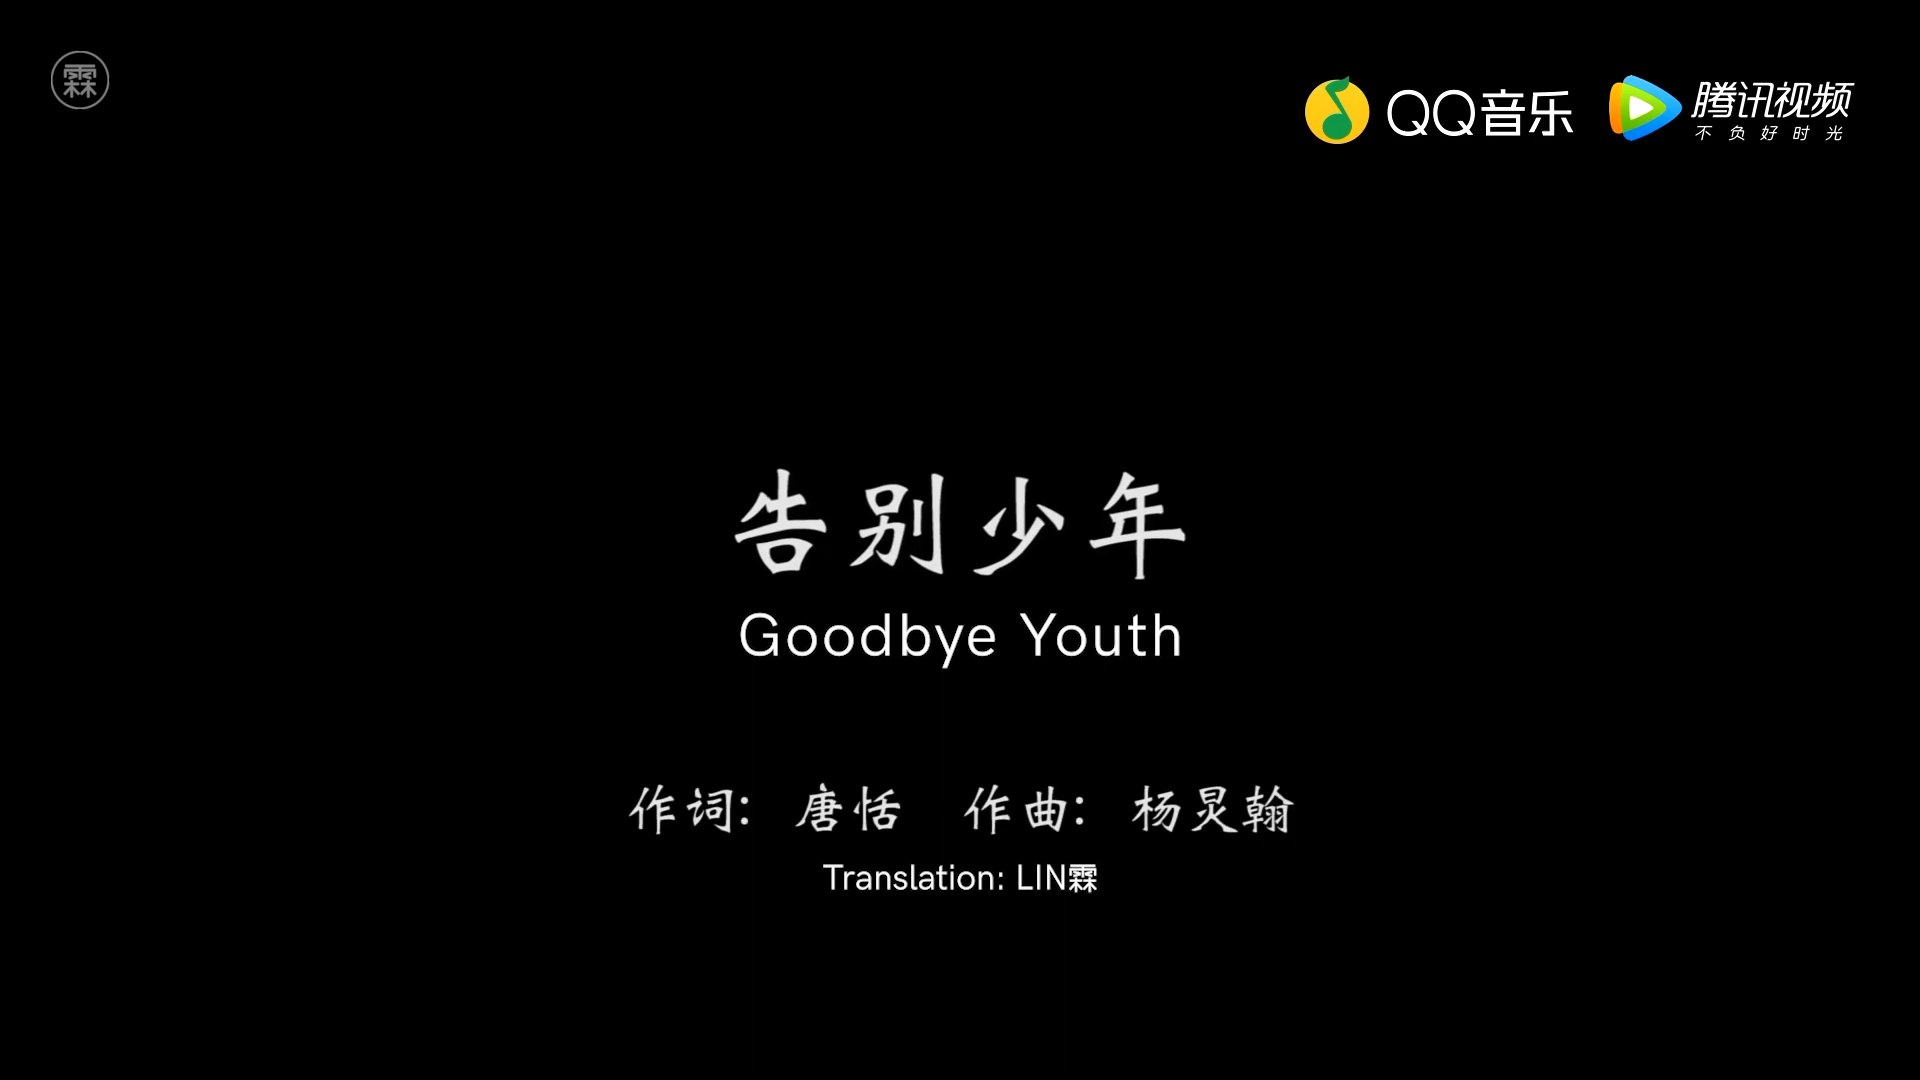 霖
QQ音乐
腾讯视频
不负好时光
告别少年
Goodbye Youth
作词: 唐恬 作曲: 杨炅翰
Translation: LIN霖